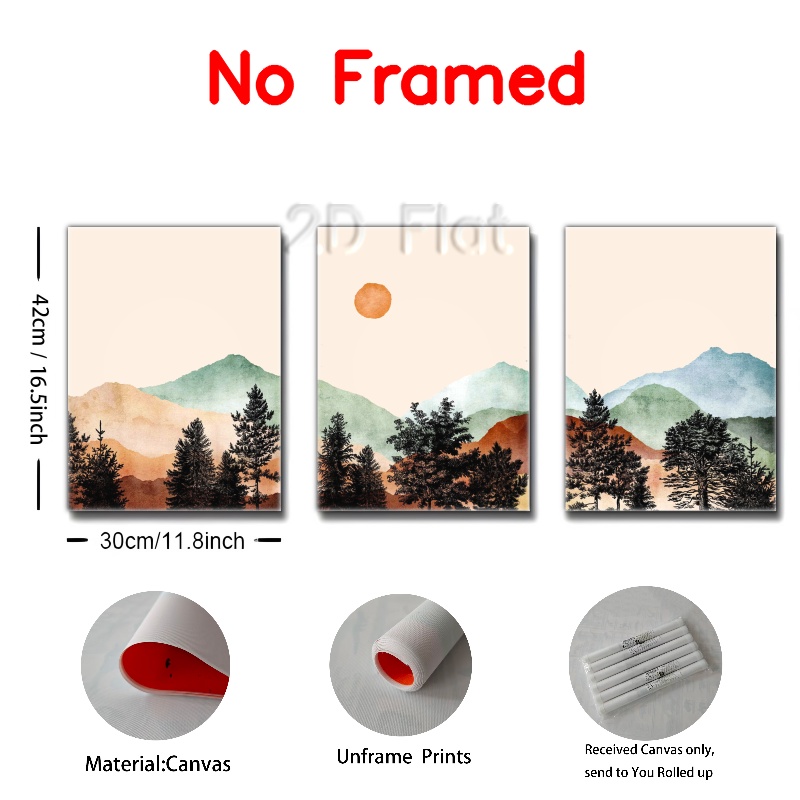 No Framed
2D Flat
42cm / 16.5inch
30cm/11.8inch
Material:Canvas
Unframe Prints
Received Canvas only,
send to You Rolled up